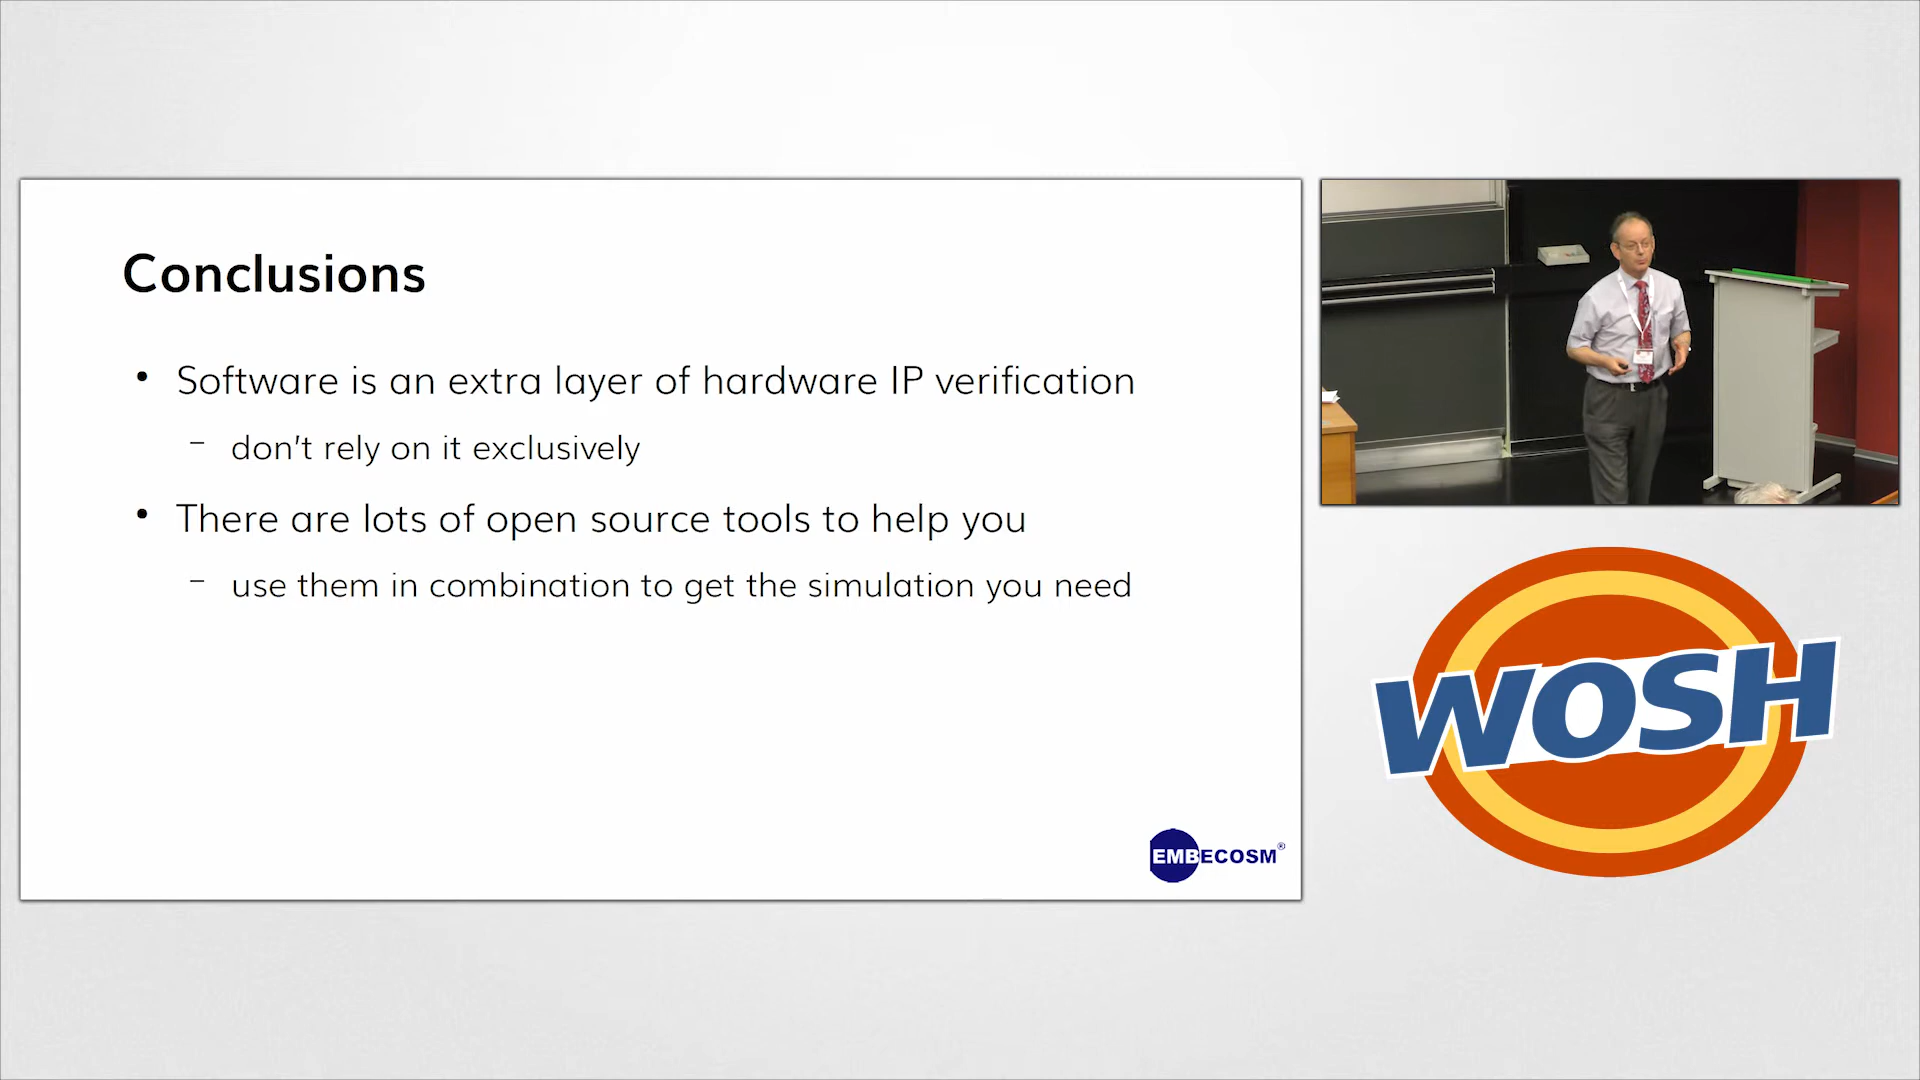 Conclusions
• Software is an extra layer of hardware IP verification
– don't rely on it exclusively
• There are lots of open source tools to help you
– use them in combination to get the simulation you need
EMBECOSM®
WOSH